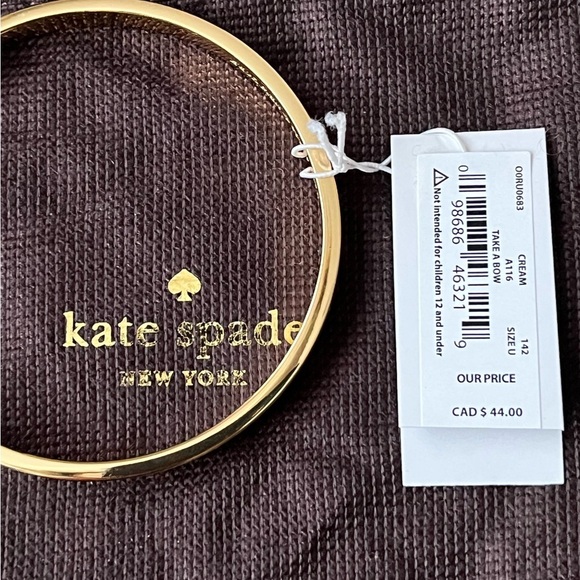 kate spade
NEW YORK
O0RU0683
CREAM 142
A116 SIZE U
TAKE A BOW
0 98686 46321 9
⚠Not intended for children 12 and under
OUR PRICE
CAD $ 44.00